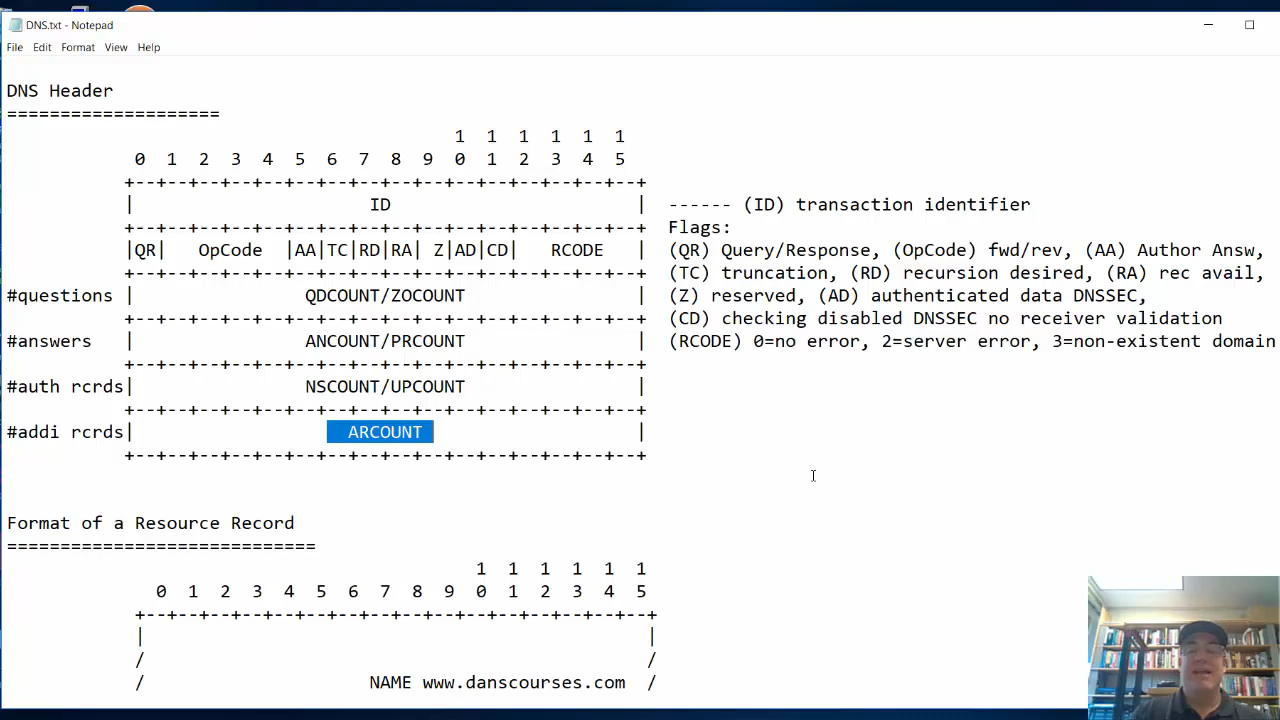 DNS.txt - Notepad
File Edit Format View Help
DNS Header
====================
1 1 1 1 1 1
0 1 2 3 4 5 6 7 8 9 0 1 2 3 4 5
+--+--+--+--+--+--+--+--+--+--+--+--+--+--+--+--+
| ID | ------ (ID) transaction identifier
+--+--+--+--+--+--+--+--+--+--+--+--+--+--+--+--+ Flags:
|QR| OpCode |AA|TC|RD|RA| Z|AD|CD| RCODE | (QR) Query/Response, (OpCode) fwd/rev, (AA) Author Answ,
+--+--+--+--+--+--+--+--+--+--+--+--+--+--+--+--+ (TC) truncation, (RD) recursion desired, (RA) rec avail,
#questions | QDCOUNT/ZOCOUNT | (Z) reserved, (AD) authenticated data DNSSEC,
+--+--+--+--+--+--+--+--+--+--+--+--+--+--+--+--+ (CD) checking disabled DNSSEC no receiver validation
#answers | ANCOUNT/PRCOUNT | (RCODE) 0=no error, 2=server error, 3=non-existent domain
+--+--+--+--+--+--+--+--+--+--+--+--+--+--+--+--+
#auth rcrds| NSCOUNT/UPCOUNT |
+--+--+--+--+--+--+--+--+--+--+--+--+--+--+--+--+
#addi rcrds| ARCOUNT |
+--+--+--+--+--+--+--+--+--+--+--+--+--+--+--+--+
Format of a Resource Record
=============================
1 1 1 1 1 1
0 1 2 3 4 5 6 7 8 9 0 1 2 3 4 5
+--+--+--+--+--+--+--+--+--+--+--+--+--+--+--+--+
| |
/ /
/ NAME www.danscourses.com /